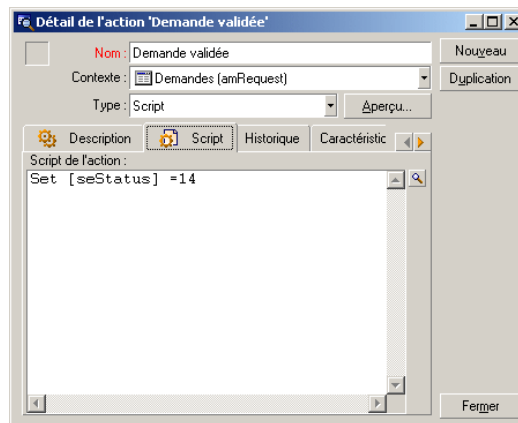 Détail de l'action 'Demande validée'
Nom : Demande validée
Nouveau
Contexte : Demandes (amRequest)
Duplication
Type : Script
Aperçu...
Description Script Historique Caractéristic
Script de l'action :
Set [seStatus] =14
Fermer